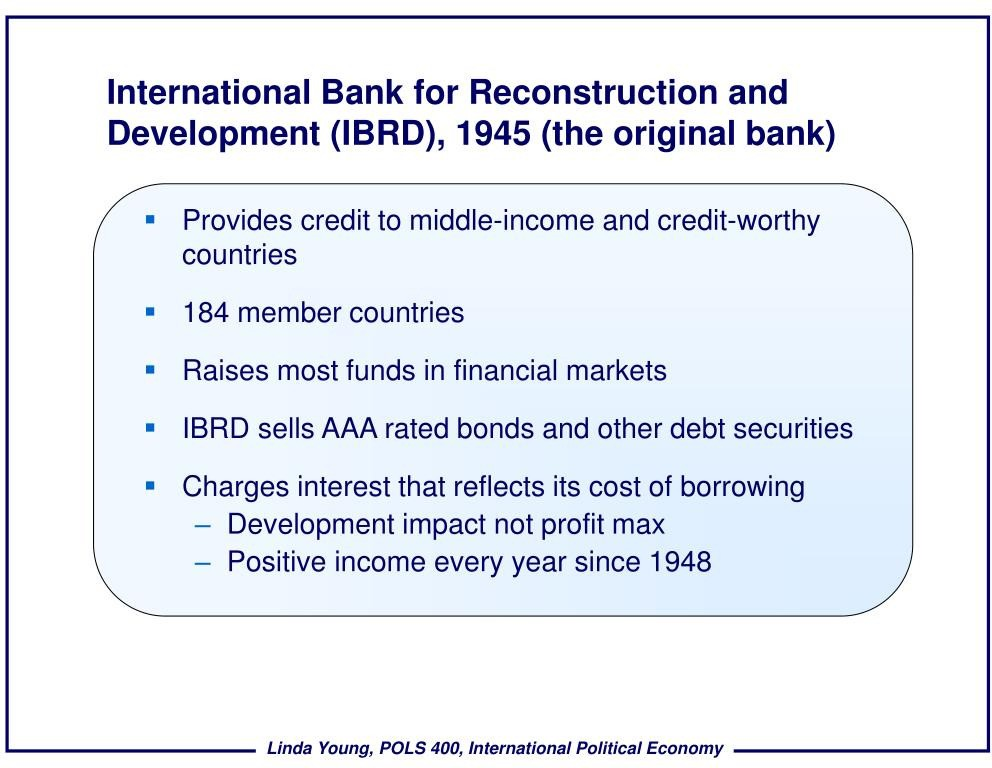 International Bank for Reconstruction and
Development (IBRD), 1945 (the original bank)
▪ Provides credit to middle-income and credit-worthy
countries
▪ 184 member countries
▪ Raises most funds in financial markets
▪ IBRD sells AAA rated bonds and other debt securities
▪ Charges interest that reflects its cost of borrowing
– Development impact not profit max
– Positive income every year since 1948
Linda Young, POLS 400, International Political Economy